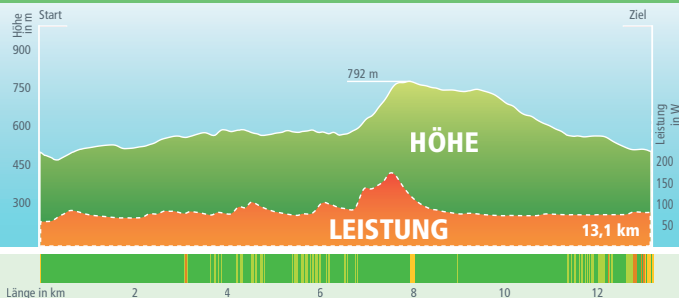 Höhe
in m
Start
Ziel
900
750
600
450
300
792 m
HÖHE
LEISTUNG
13,1 km
Leistung
in W
200
150
100
50
Länge in km
2
4
6
8
10
12